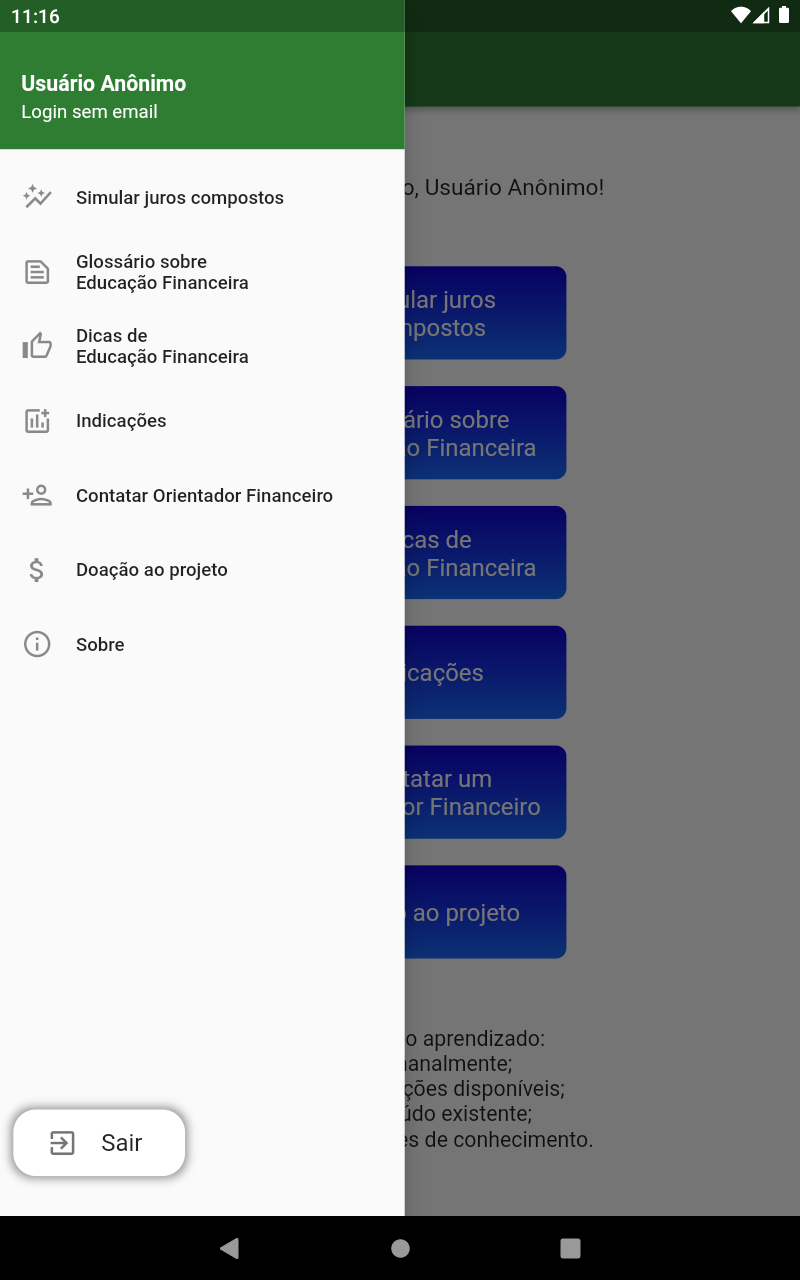 11:16
Usuário Anônimo
Login sem email
Simular juros compostos
Glossário sobre
Educação Financeira
Dicas de
Educação Financeira
Indicações
Contatar Orientador Financeiro
Doação ao projeto
Sobre
Sair
o, Usuário Anônimo!
ular juros
mpostos
ário sobre
o Financeira
cas de
o Financeira
icações
tatar um
or Financeiro
ao projeto
o aprendizado:
analmente;
ções disponíveis;
údo existente;
es de conhecimento.